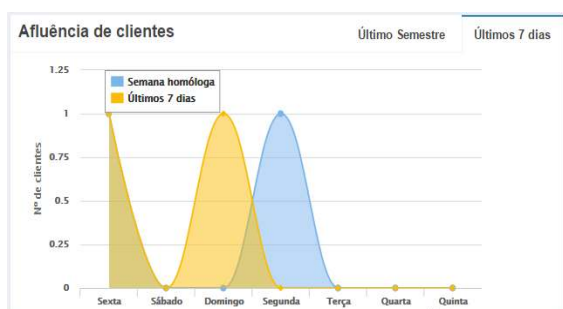 Afluência de clientes
Último Semestre
Últimos 7 dias
Semana homóloga
Últimos 7 dias
Nº de clientes
1.25
1
0.75
0.5
0.25
0
Sexta
Sábado
Domingo
Segunda
Terça
Quarta
Quinta